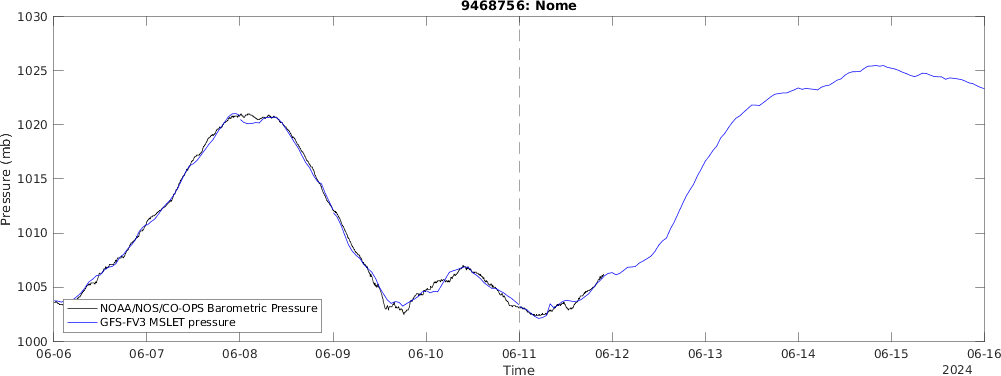 9468756: Nome
1030
1025
1020
1015
1010
1005
1000
Pressure (mb)
NOAA/NOS/CO-OPS Barometric Pressure
GFS-FV3 MSLET pressure
06-06 06-07 06-08 06-09 06-10 06-11 06-12 06-13 06-14 06-15 06-16
Time
2024